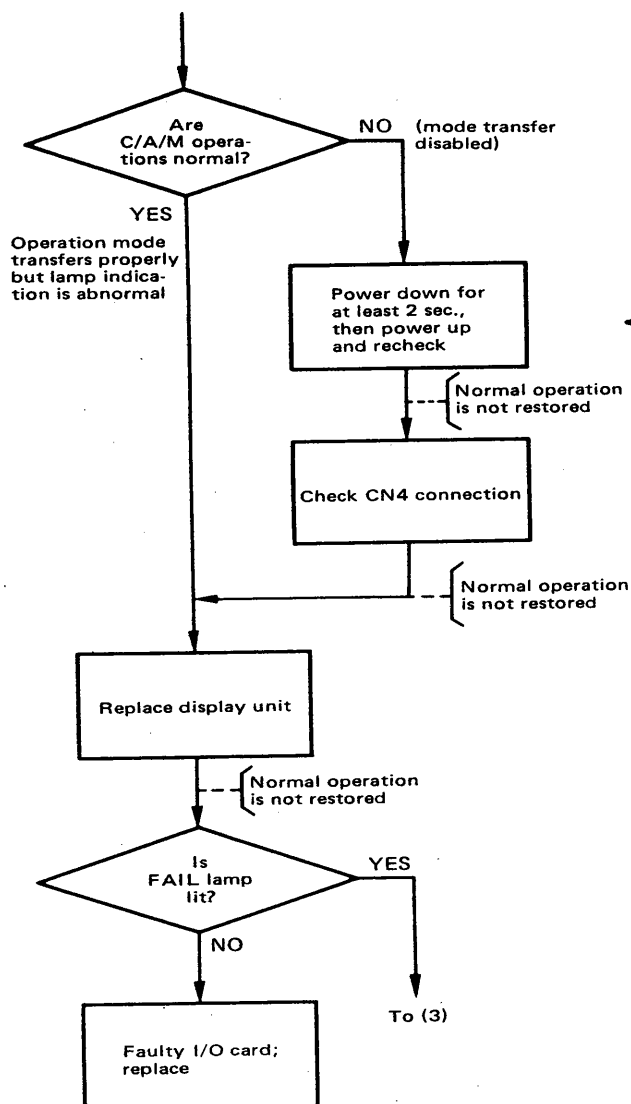 Are
C/A/M opera-
tions normal?
NO
(mode transfer
disabled)
YES
Operation mode
transfers properly
but lamp indica-
tion is abnormal
Power down for
at least 2 sec.,
then power up
and recheck
Normal operation
is not restored
Check CN4 connection
Normal operation
is not restored
Replace display unit
Normal operation
is not restored
Is
FAIL lamp
lit?
YES
NO
To (3)
Faulty I/O card;
replace